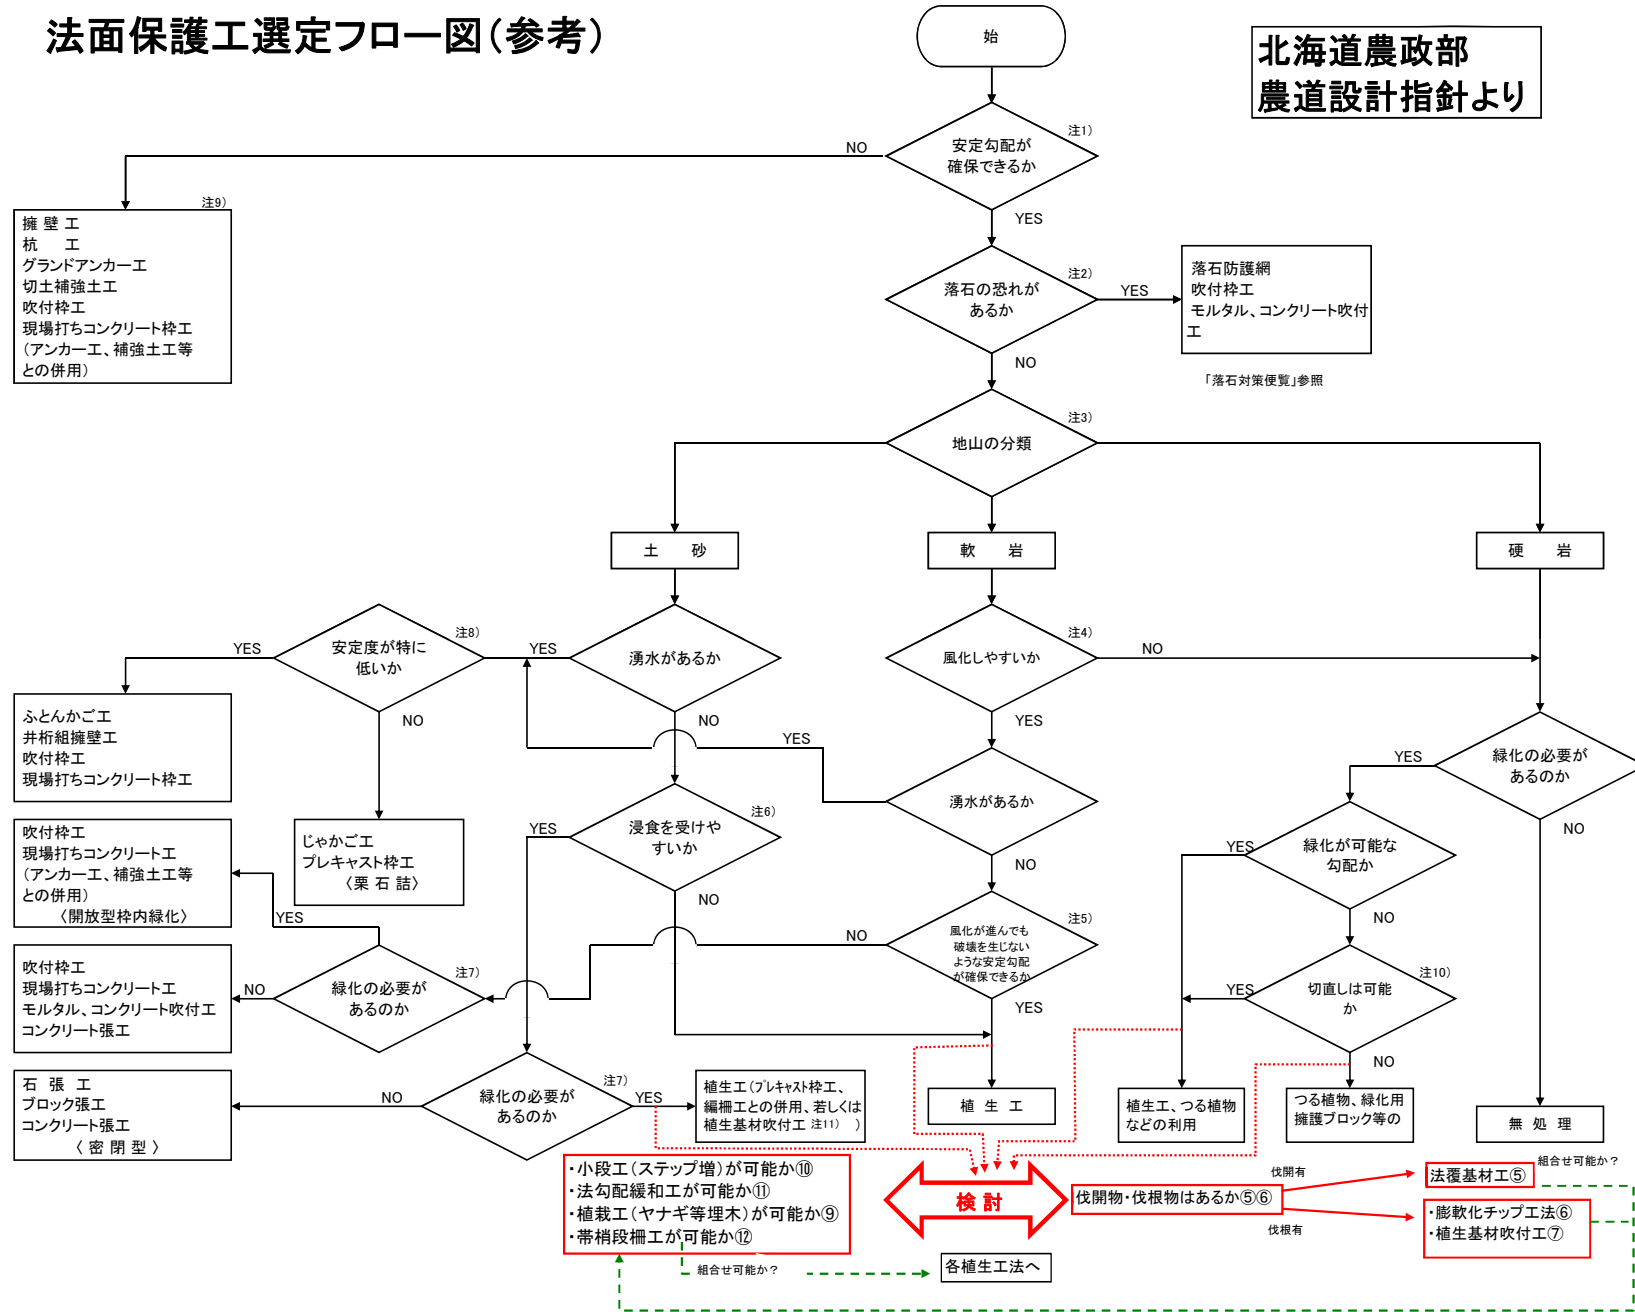 法面保護工選定フロー図(参考)
始
北海道農政部
農道設計指針より
注1)
安定勾配が
確保できるか
NO
YES
注9)
擁 壁 工
杭　　工
グランドアンカー工
切土補強土工
吹付枠工
現場打ちコンクリート枠工
(アンカー工、補強土工等
との併用)
注2)
落石の恐れが
あるか
YES
NO
落石防護網
吹付枠工
モルタル、コンクリート吹付
工
「落石対策便覧」参照
注3)
地山の分類
土　　砂
軟　　岩
硬　　岩
注8)
安定度が特に
低いか
YES
NO
湧水があるか
YES
NO
注4)
風化しやすいか
NO
YES
ふとんかご工
井桁組擁壁工
吹付枠工
現場打ちコンクリート枠工
じゃかご工
プレキャスト枠工
〈栗 石 詰〉
注6)
浸食を受けや
すいか
YES
NO
湧水があるか
YES
NO
緑化の必要が
あるのか
YES
NO
緑化が可能な
勾配か
YES
NO
吹付枠工
現場打ちコンクリート工
(アンカー工、補強土工等
との併用)
〈開放型枠内緑化〉
YES
注5)
風化が進んでも
破壊を生じない
ような安定勾配
が確保できるか
NO
YES
吹付枠工
現場打ちコンクリート工
モルタル、コンクリート吹付工
コンクリート張工
NO
注7)
緑化の必要が
あるのか
注10)
切直しは可能
か
YES
NO
石 張 工
ブロック張工
コンクリート張工
〈 密 閉 型 〉
NO
注7)
緑化の必要が
あるのか
YES
植生工(プレキャスト枠工、
編柵工との併用、若しくは
植生基材吹付工 注11) )
植 生 工
植生工、つる植物
などの利用
つる植物、緑化用
擁護ブロック等の
無 処 理
・小段工(ステップ増)が可能か⑩
・法勾配緩和工が可能か⑪
・植栽工(ヤナギ等埋木)が可能か⑨
・帯梢段柵工が可能か⑫
検 討
伐開物・伐根物はあるか⑤⑥
伐開有
伐根有
法覆基材工⑤
組合せ可能か?
・膨軟化チップ工法⑥
・植生基材吹付工⑦
組合せ可能か?
各植生工法へ